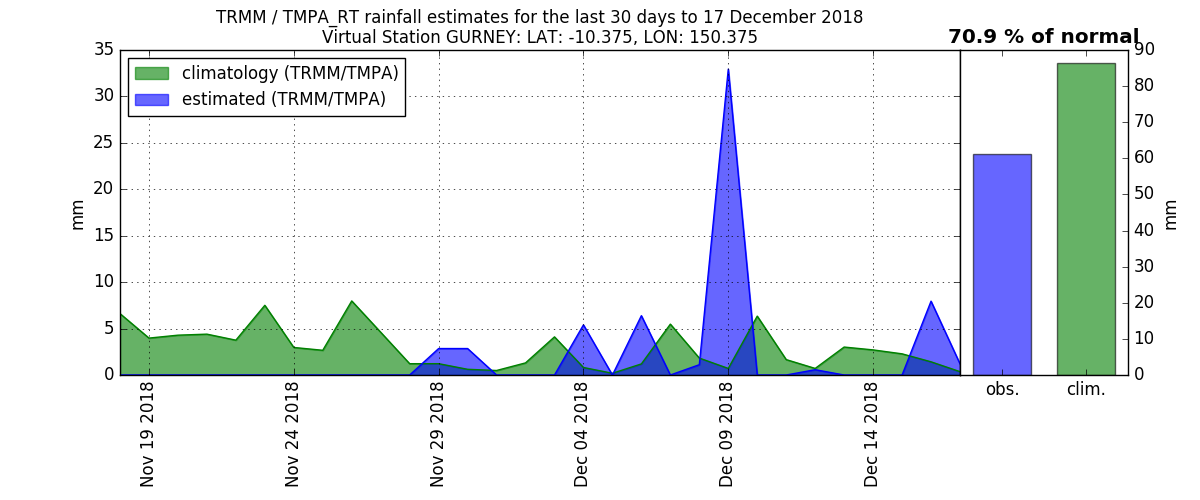 TRMM / TMPA_RT rainfall estimates for the last 30 days to 17 December 2018
Virtual Station GURNEY: LAT: -10.375, LON: 150.375
70.9 % of normal
climatology (TRMM/TMPA)
estimated (TRMM/TMPA)
35
30
25
20
15
10
5
0
mm
Nov 19 2018
Nov 24 2018
Nov 29 2018
Dec 04 2018
Dec 09 2018
Dec 14 2018
90
80
70
60
50
40
30
20
10
0
mm
obs.
clim.